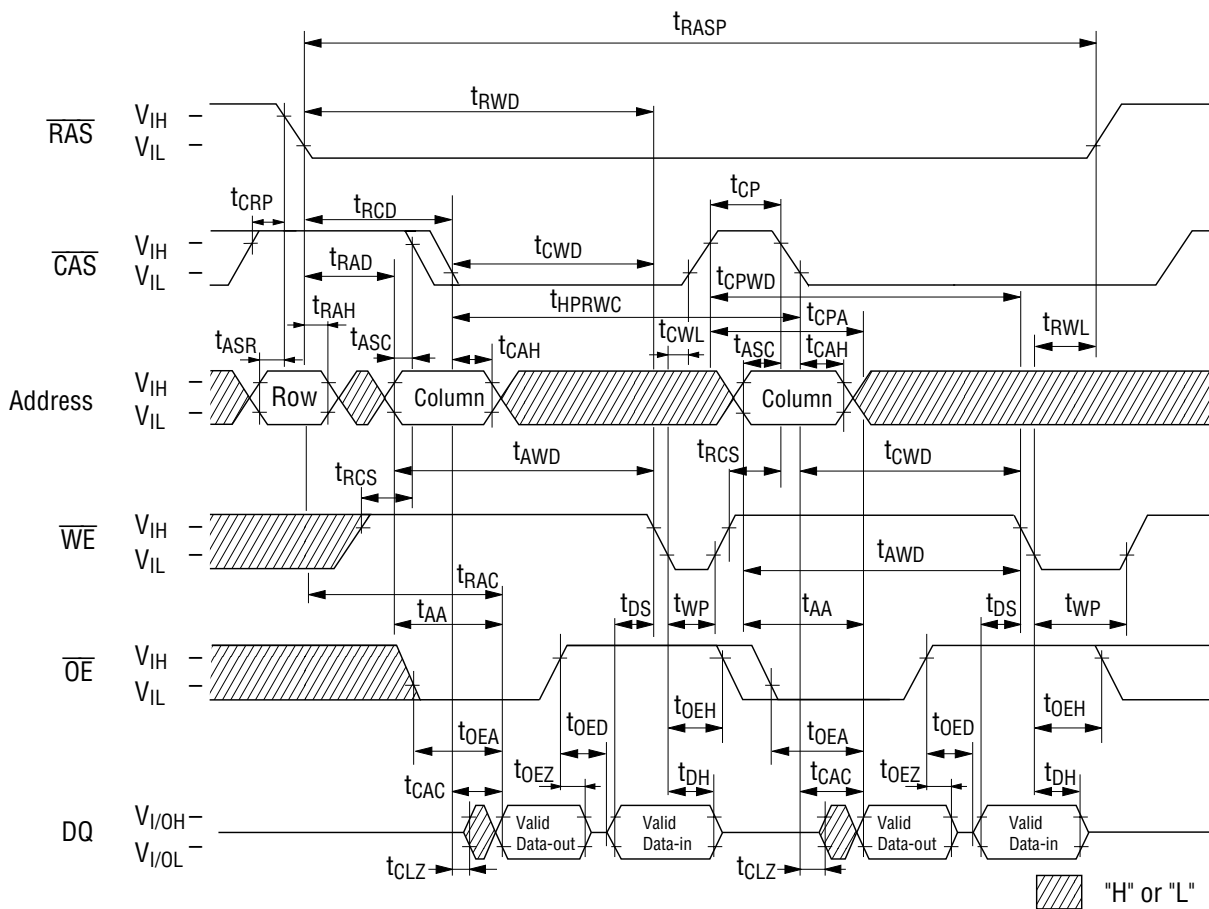 tRASP
tRWD
RAS
VIH
VIL
tCRP
tRCD
tCP
CAS
VIH
VIL
tCWD
tRAD
tCPWD
tHPRWC
tRAH
tCPA
tCWL
tRWL
tASR
tASC
tCAH
tASC
tCAH
Address
VIH
VIL
Row
Column
Column
tAWD
tRCS
tCWD
tRCS
WE
VIH
VIL
tAWD
tRAC
tAA
tDS
tWP
tAA
tDS
tWP
OE
VIH
VIL
tOEH
tOEH
tOED
tOED
tOEA
tOEA
tOEZ
tOEZ
tCAC
tDH
tCAC
tDH
DQ
VI/OH
VI/OL
Valid
Data-out
Valid
Data-in
Valid
Data-out
Valid
Data-in
tCLZ
tCLZ
"H" or "L"